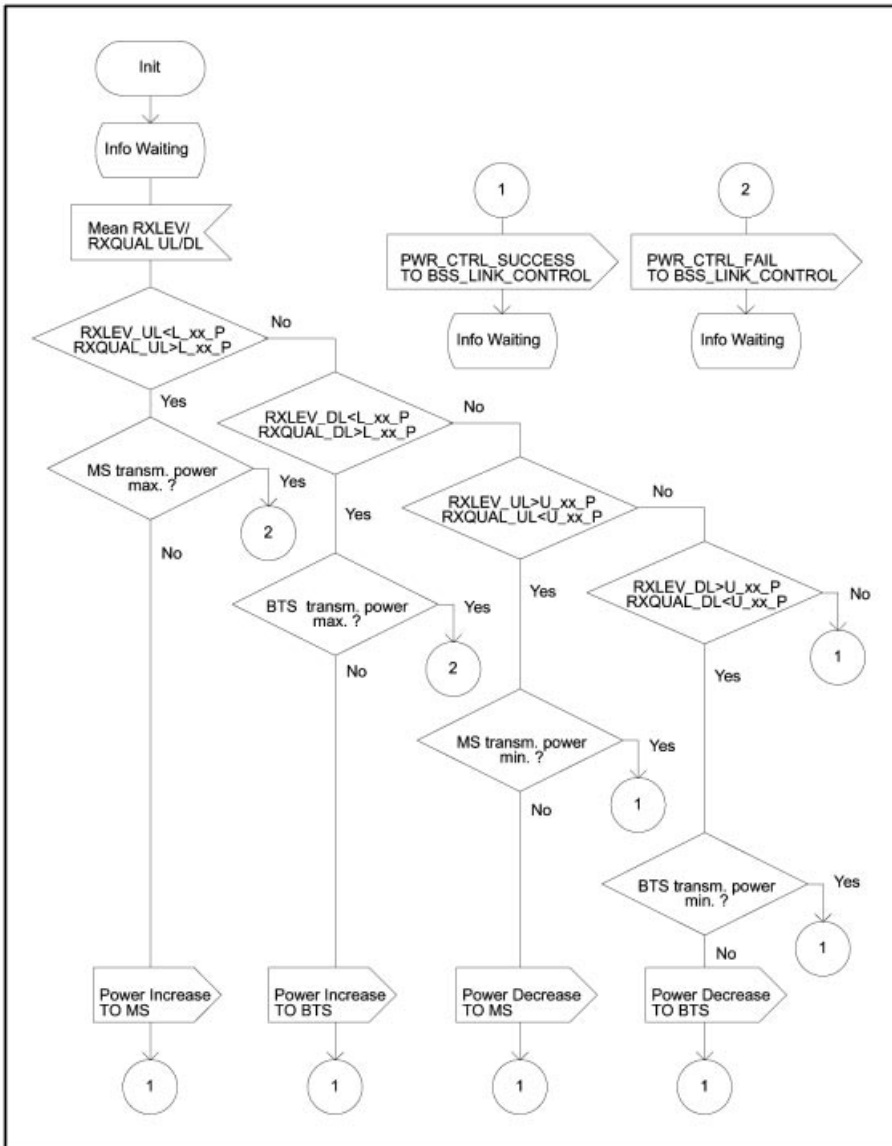 Init
Info Waiting
Mean RXLEV/
RXQUAL UL/DL
1
2
PWR_CTRL_SUCCESS
TO BSS_LINK_CONTROL
PWR_CTRL_FAIL
TO BSS_LINK_CONTROL
Info Waiting
Info Waiting
RXLEV_UL<L_xx_P
RXQUAL_UL>L_xx_P
No
Yes
RXLEV_DL<L_xx_P
RXQUAL_DL>L_xx_P
No
MS transm. power
max. ?
Yes
2
No
Yes
RXLEV_UL>U_xx_P
RXQUAL_UL<U_xx_P
No
BTS transm. power
max. ?
Yes
2
No
Yes
RXLEV_DL>U_xx_P
RXQUAL_DL<U_xx_P
No
1
Yes
MS transm. power
min. ?
Yes
1
No
BTS transm. power
min. ?
Yes
1
No
Power Increase
TO MS
Power Increase
TO BTS
Power Decrease
TO MS
Power Decrease
TO BTS
1
1
1
1